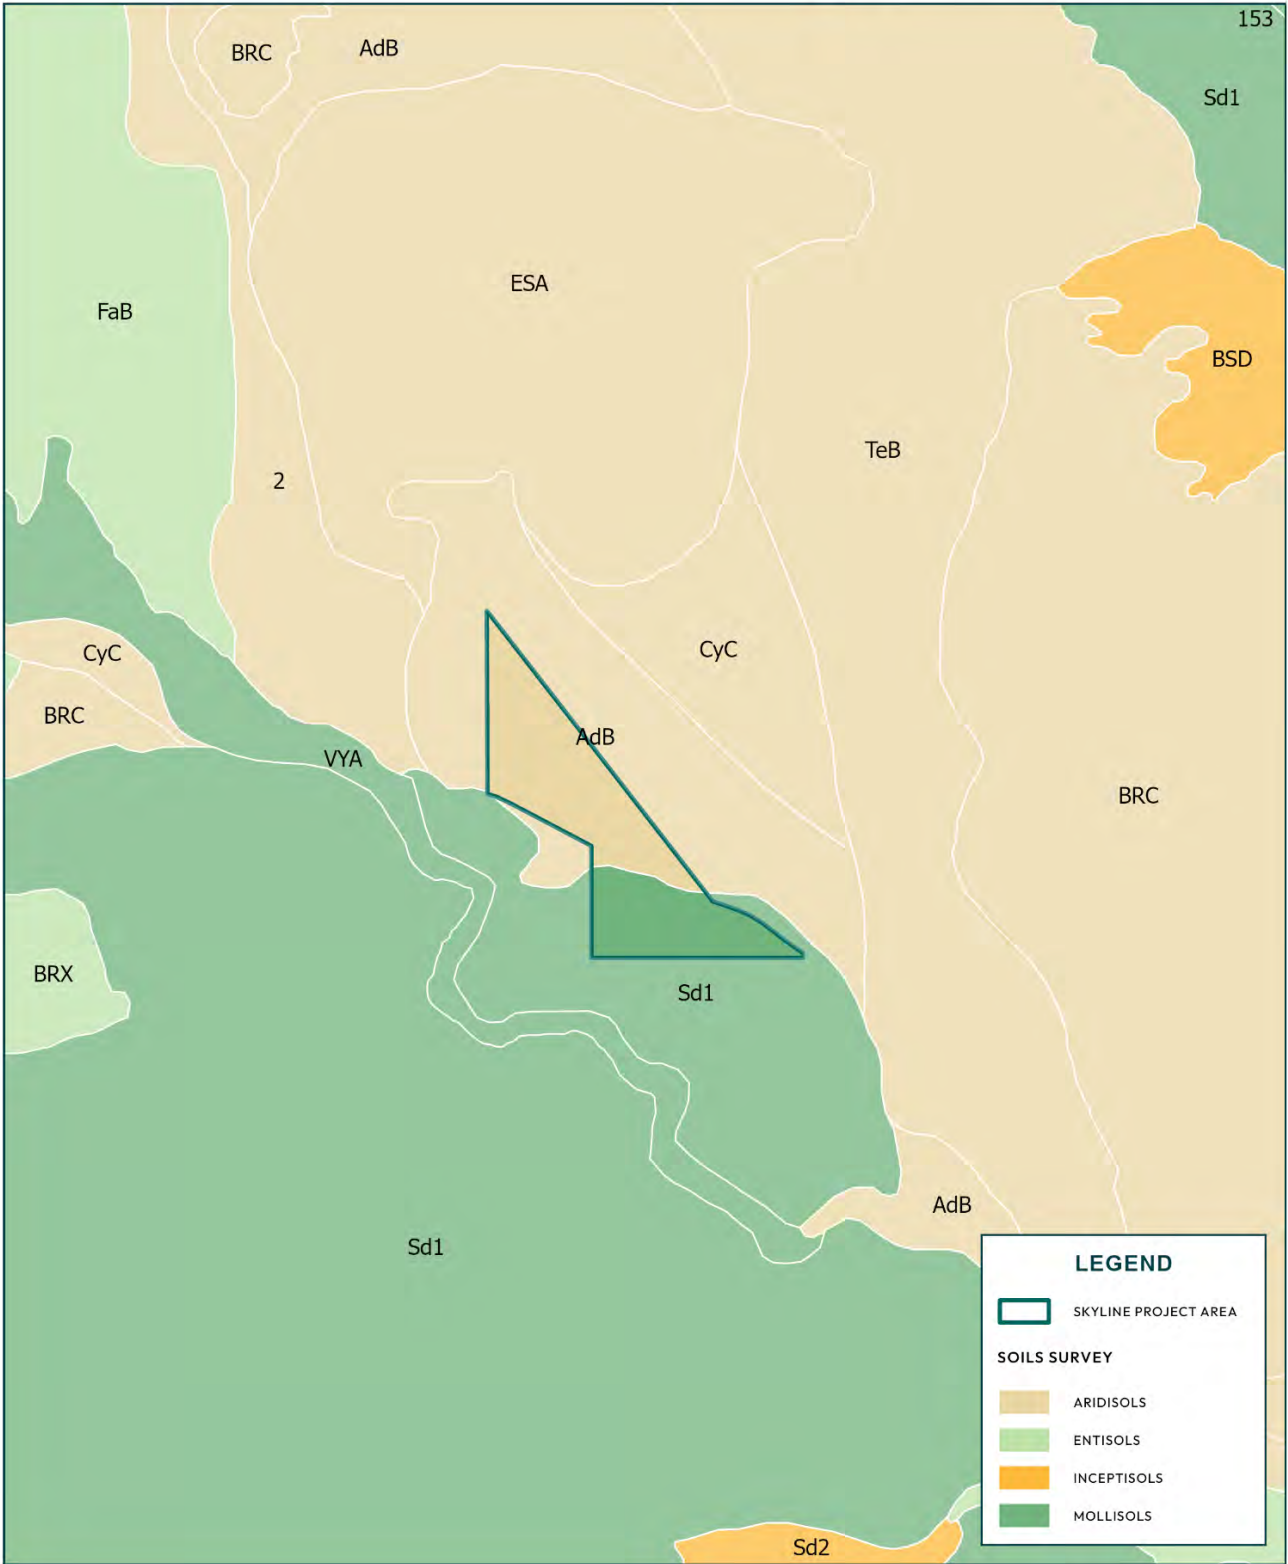 153
BRC
AdB
Sd1
ESA
FaB
BSD
TeB
2
CyC
CyC
BRC
AdB
VYA
BRC
BRX
Sd1
AdB
Sd1
LEGEND
SKYLINE PROJECT AREA
SOILS SURVEY
ARIDISOLS
ENTISOLS
INCEPTISOLS
MOLLISOLS
Sd2